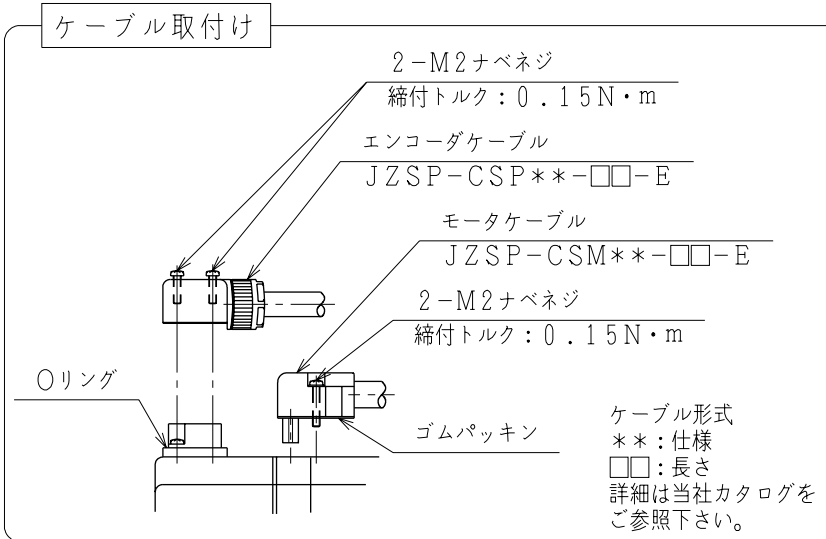 ケーブル取付け
2-M2ナベネジ
締付トルク：0.15N・m
エンコーダケーブル
JZSP-CSP**-□□-E
モータケーブル
JZSP-CSM**-□□-E
2-M2ナベネジ
締付トルク：0.15N・m
Oリング
ゴムパッキン
ケーブル形式
**：仕様
□□：長さ
詳細は当社カタログを
ご参照下さい。